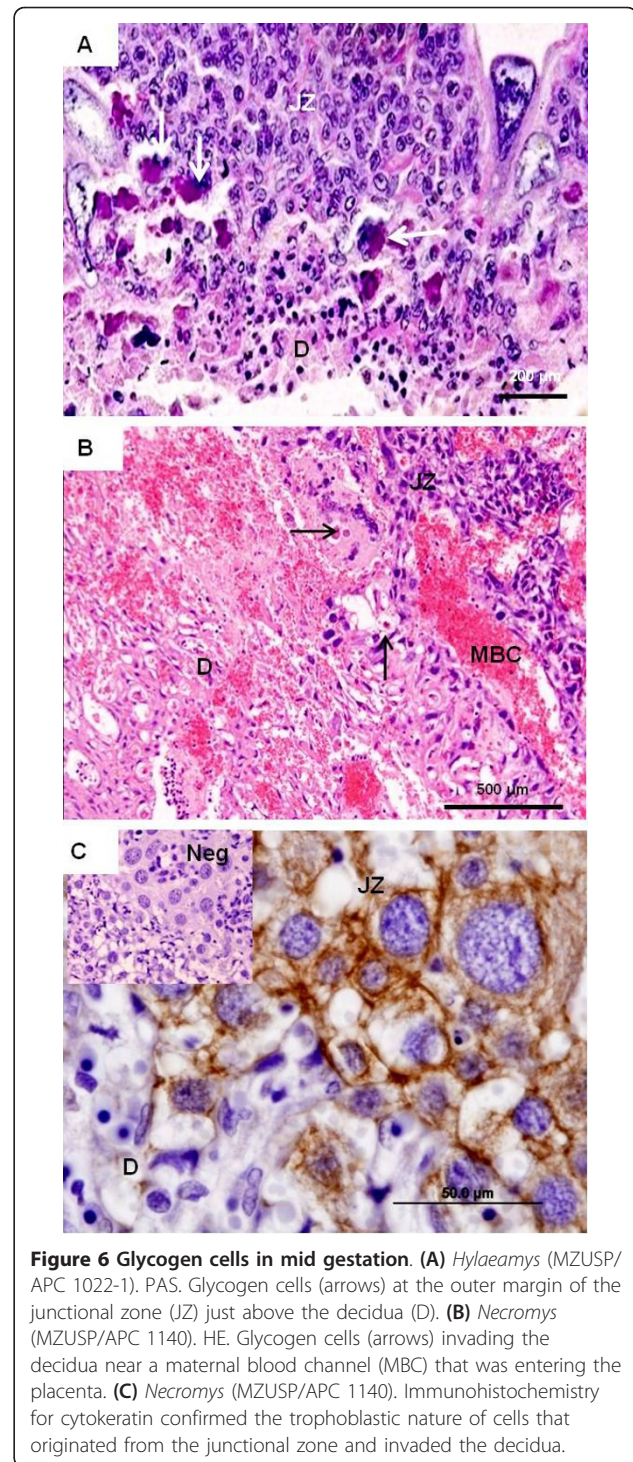 A
JZ
D
200 µm
B
JZ
D
MBC
500 µm
C
Neg
JZ
D
50.0 µm
Figure 6 Glycogen cells in mid gestation. (A) Hylaeamys (MZUSP/
APC 1022-1). PAS. Glycogen cells (arrows) at the outer margin of the
junctional zone (JZ) just above the decidua (D). (B) Necromys
(MZUSP/APC 1140). HE. Glycogen cells (arrows) invading the
decidua near a maternal blood channel (MBC) that was entering the
placenta. (C) Necromys (MZUSP/APC 1140). Immunohistochemistry
for cytokeratin confirmed the trophoblastic nature of cells that
originated from the junctional zone and invaded the decidua.